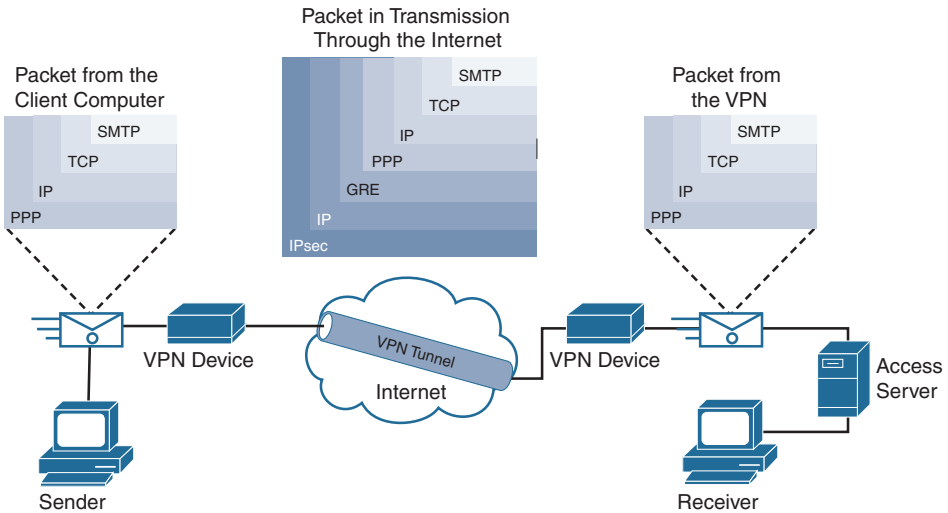 Packet in Transmission
Through the Internet
Packet from the
Client Computer
SMTP
TCP
IP
PPP
SMTP
TCP
IP
PPP
GRE
IP
IPsec
Packet from
the VPN
SMTP
TCP
IP
PPP
VPN Device
VPN Tunnel
Internet
VPN Device
Access
Server
Sender
Receiver